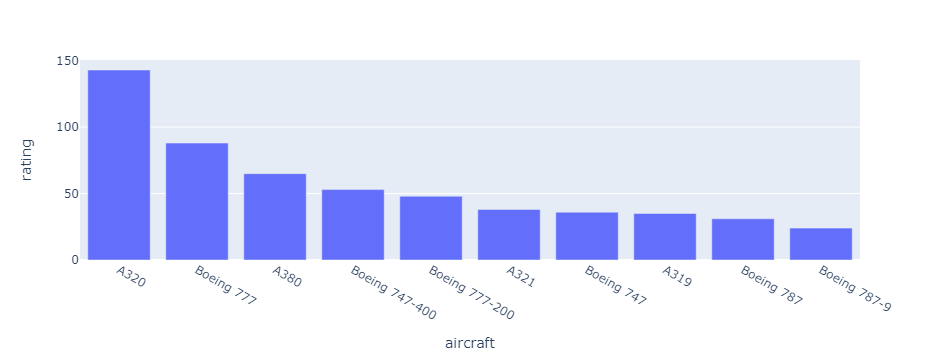 150
100
50
0
rating
A320
Boeing 777
A380
Boeing 747-400
Boeing 777-200
A321
Boeing 747
A319
Boeing 787
Boeing 787-9
aircraft